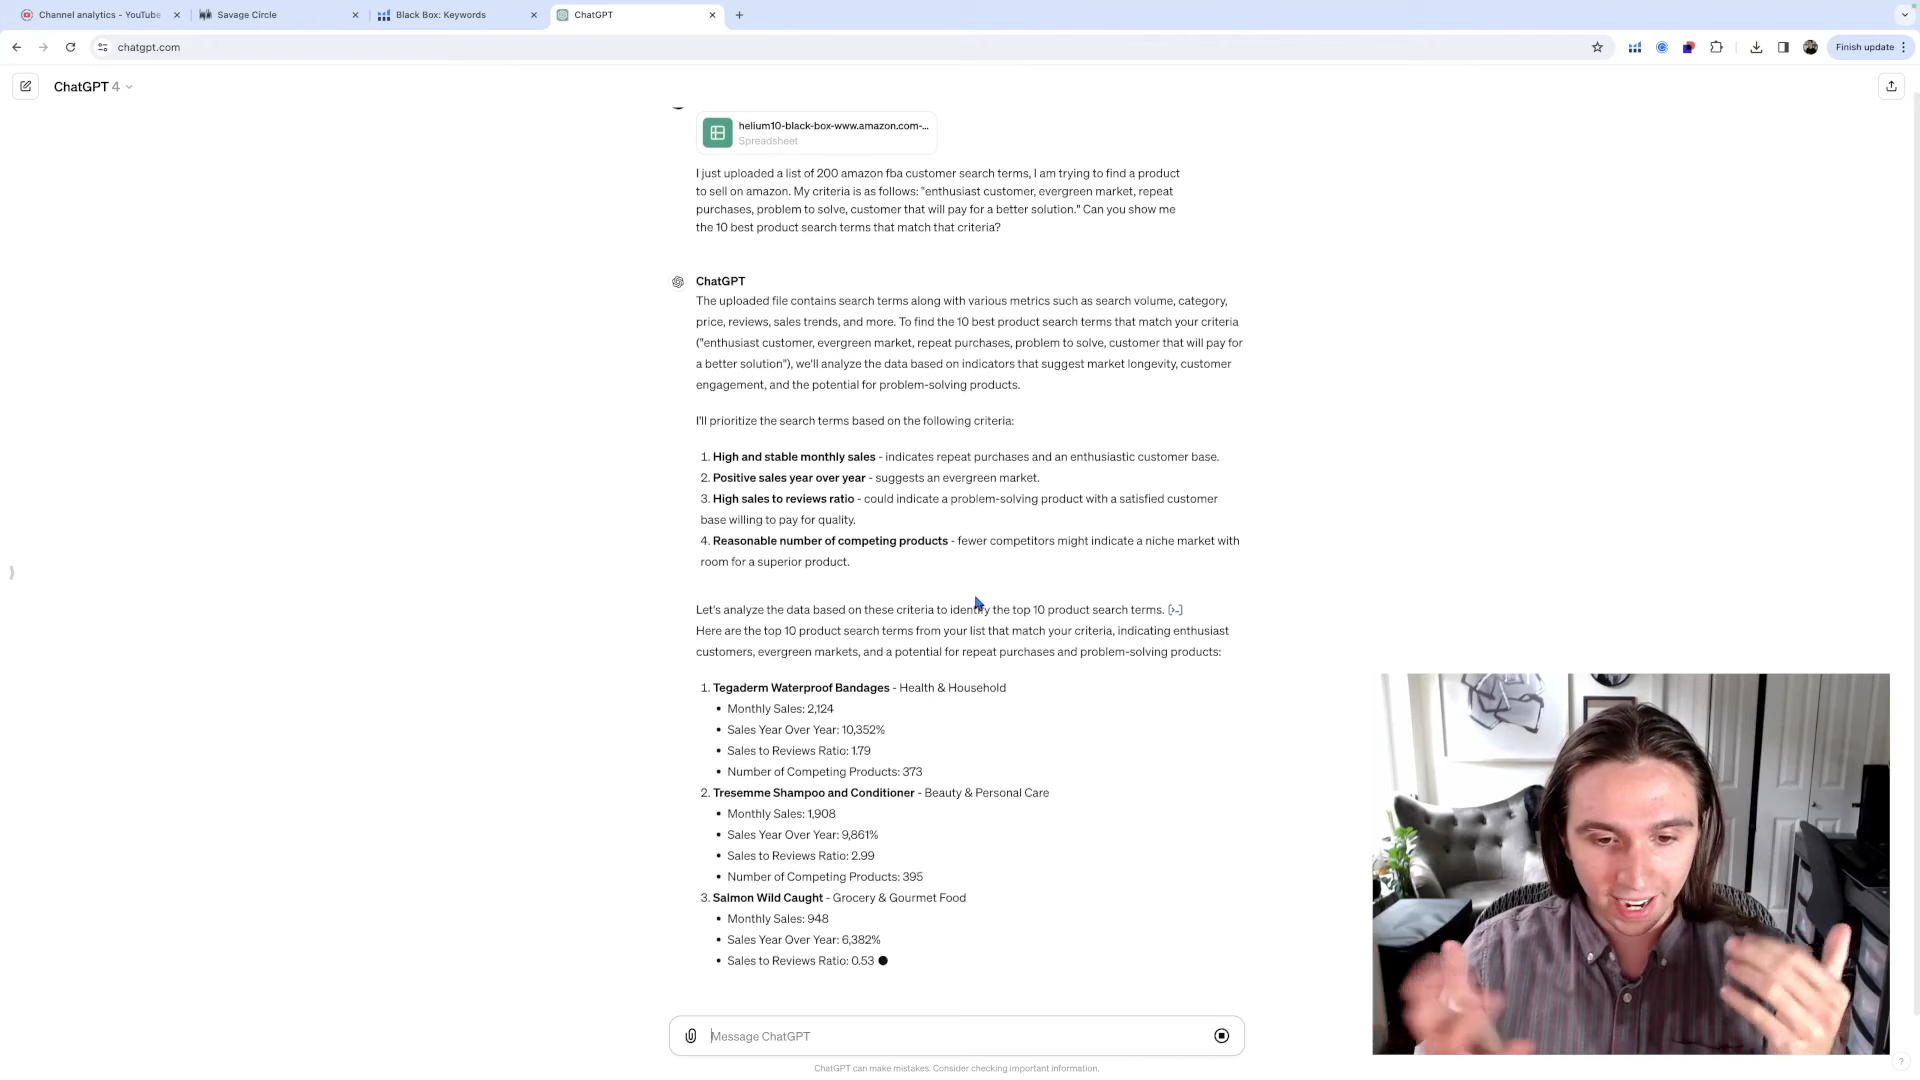 Channel analytics - YouTube
Savage Circle
Black Box: Keywords
ChatGPT
chatgpt.com
Finish update
ChatGPT 4
helium10-black-box-www.amazon.com-...
Spreadsheet
I just uploaded a list of 200 amazon fba customer search terms, I am trying to find a product
to sell on amazon. My criteria is as follows: "enthusiast customer, evergreen market, repeat
purchases, problem to solve, customer that will pay for a better solution." Can you show me
the 10 best product search terms that match that criteria?
ChatGPT
The uploaded file contains search terms along with various metrics such as search volume, category,
price, reviews, sales trends, and more. To find the 10 best product search terms that match your criteria
("enthusiast customer, evergreen market, repeat purchases, problem to solve, customer that will pay for
a better solution"), we'll analyze the data based on indicators that suggest market longevity, customer
engagement, and the potential for problem-solving products.
I'll prioritize the search terms based on the following criteria:
1. High and stable monthly sales - indicates repeat purchases and an enthusiastic customer base.
2. Positive sales year over year - suggests an evergreen market.
3. High sales to reviews ratio - could indicate a problem-solving product with a satisfied customer
base willing to pay for quality.
4. Reasonable number of competing products - fewer competitors might indicate a niche market with
room for a superior product.
Let's analyze the data based on these criteria to identify the top 10 product search terms. [>-]
Here are the top 10 product search terms from your list that match your criteria, indicating enthusiast
customers, evergreen markets, and a potential for repeat purchases and problem-solving products:
1. Tegaderm Waterproof Bandages - Health & Household
• Monthly Sales: 2,124
• Sales Year Over Year: 10,352%
• Sales to Reviews Ratio: 1.79
• Number of Competing Products: 373
2. Tresemme Shampoo and Conditioner - Beauty & Personal Care
• Monthly Sales: 1,908
• Sales Year Over Year: 9,861%
• Sales to Reviews Ratio: 2.99
• Number of Competing Products: 395
3. Salmon Wild Caught - Grocery & Gourmet Food
• Monthly Sales: 948
• Sales Year Over Year: 6,382%
• Sales to Reviews Ratio: 0.53
Message ChatGPT
ChatGPT can make mistakes. Consider checking important information.
?